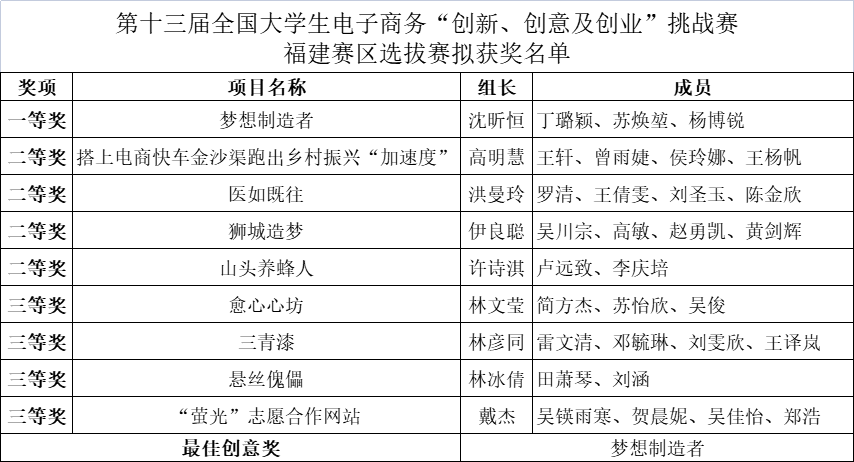 第十三届全国大学生电子商务“创新、创意及创业”挑战赛
福建赛区选拔赛拟获奖名单
奖项 项目名称 组长 成员
一等奖 梦想制造者 沈昕恒 丁璐颖、苏焕堃、杨博锐
二等奖 搭上电商快车金沙渠跑出乡村振兴“加速度” 高明慧 王轩、曾雨婕、侯玲娜、王杨帆
二等奖 医如既往 洪曼玲 罗清、王倩雯、刘圣玉、陈金欣
二等奖 狮城造梦 伊良聪 吴川宗、高敏、赵勇凯、黄剑辉
二等奖 山头养蜂人 许诗淇 卢远致、李庆培
三等奖 愈心心坊 林文莹 简方杰、苏怡欣、吴俊
三等奖 三青漆 林彦同 雷文清、邓毓琳、刘雯欣、王译岚
三等奖 悬丝傀儡 林冰倩 田萧琴、刘涵
三等奖 “萤光”志愿合作网站 戴杰 吴锳雨寒、贺晨妮、吴佳怡、郑浩
最佳创意奖 梦想制造者